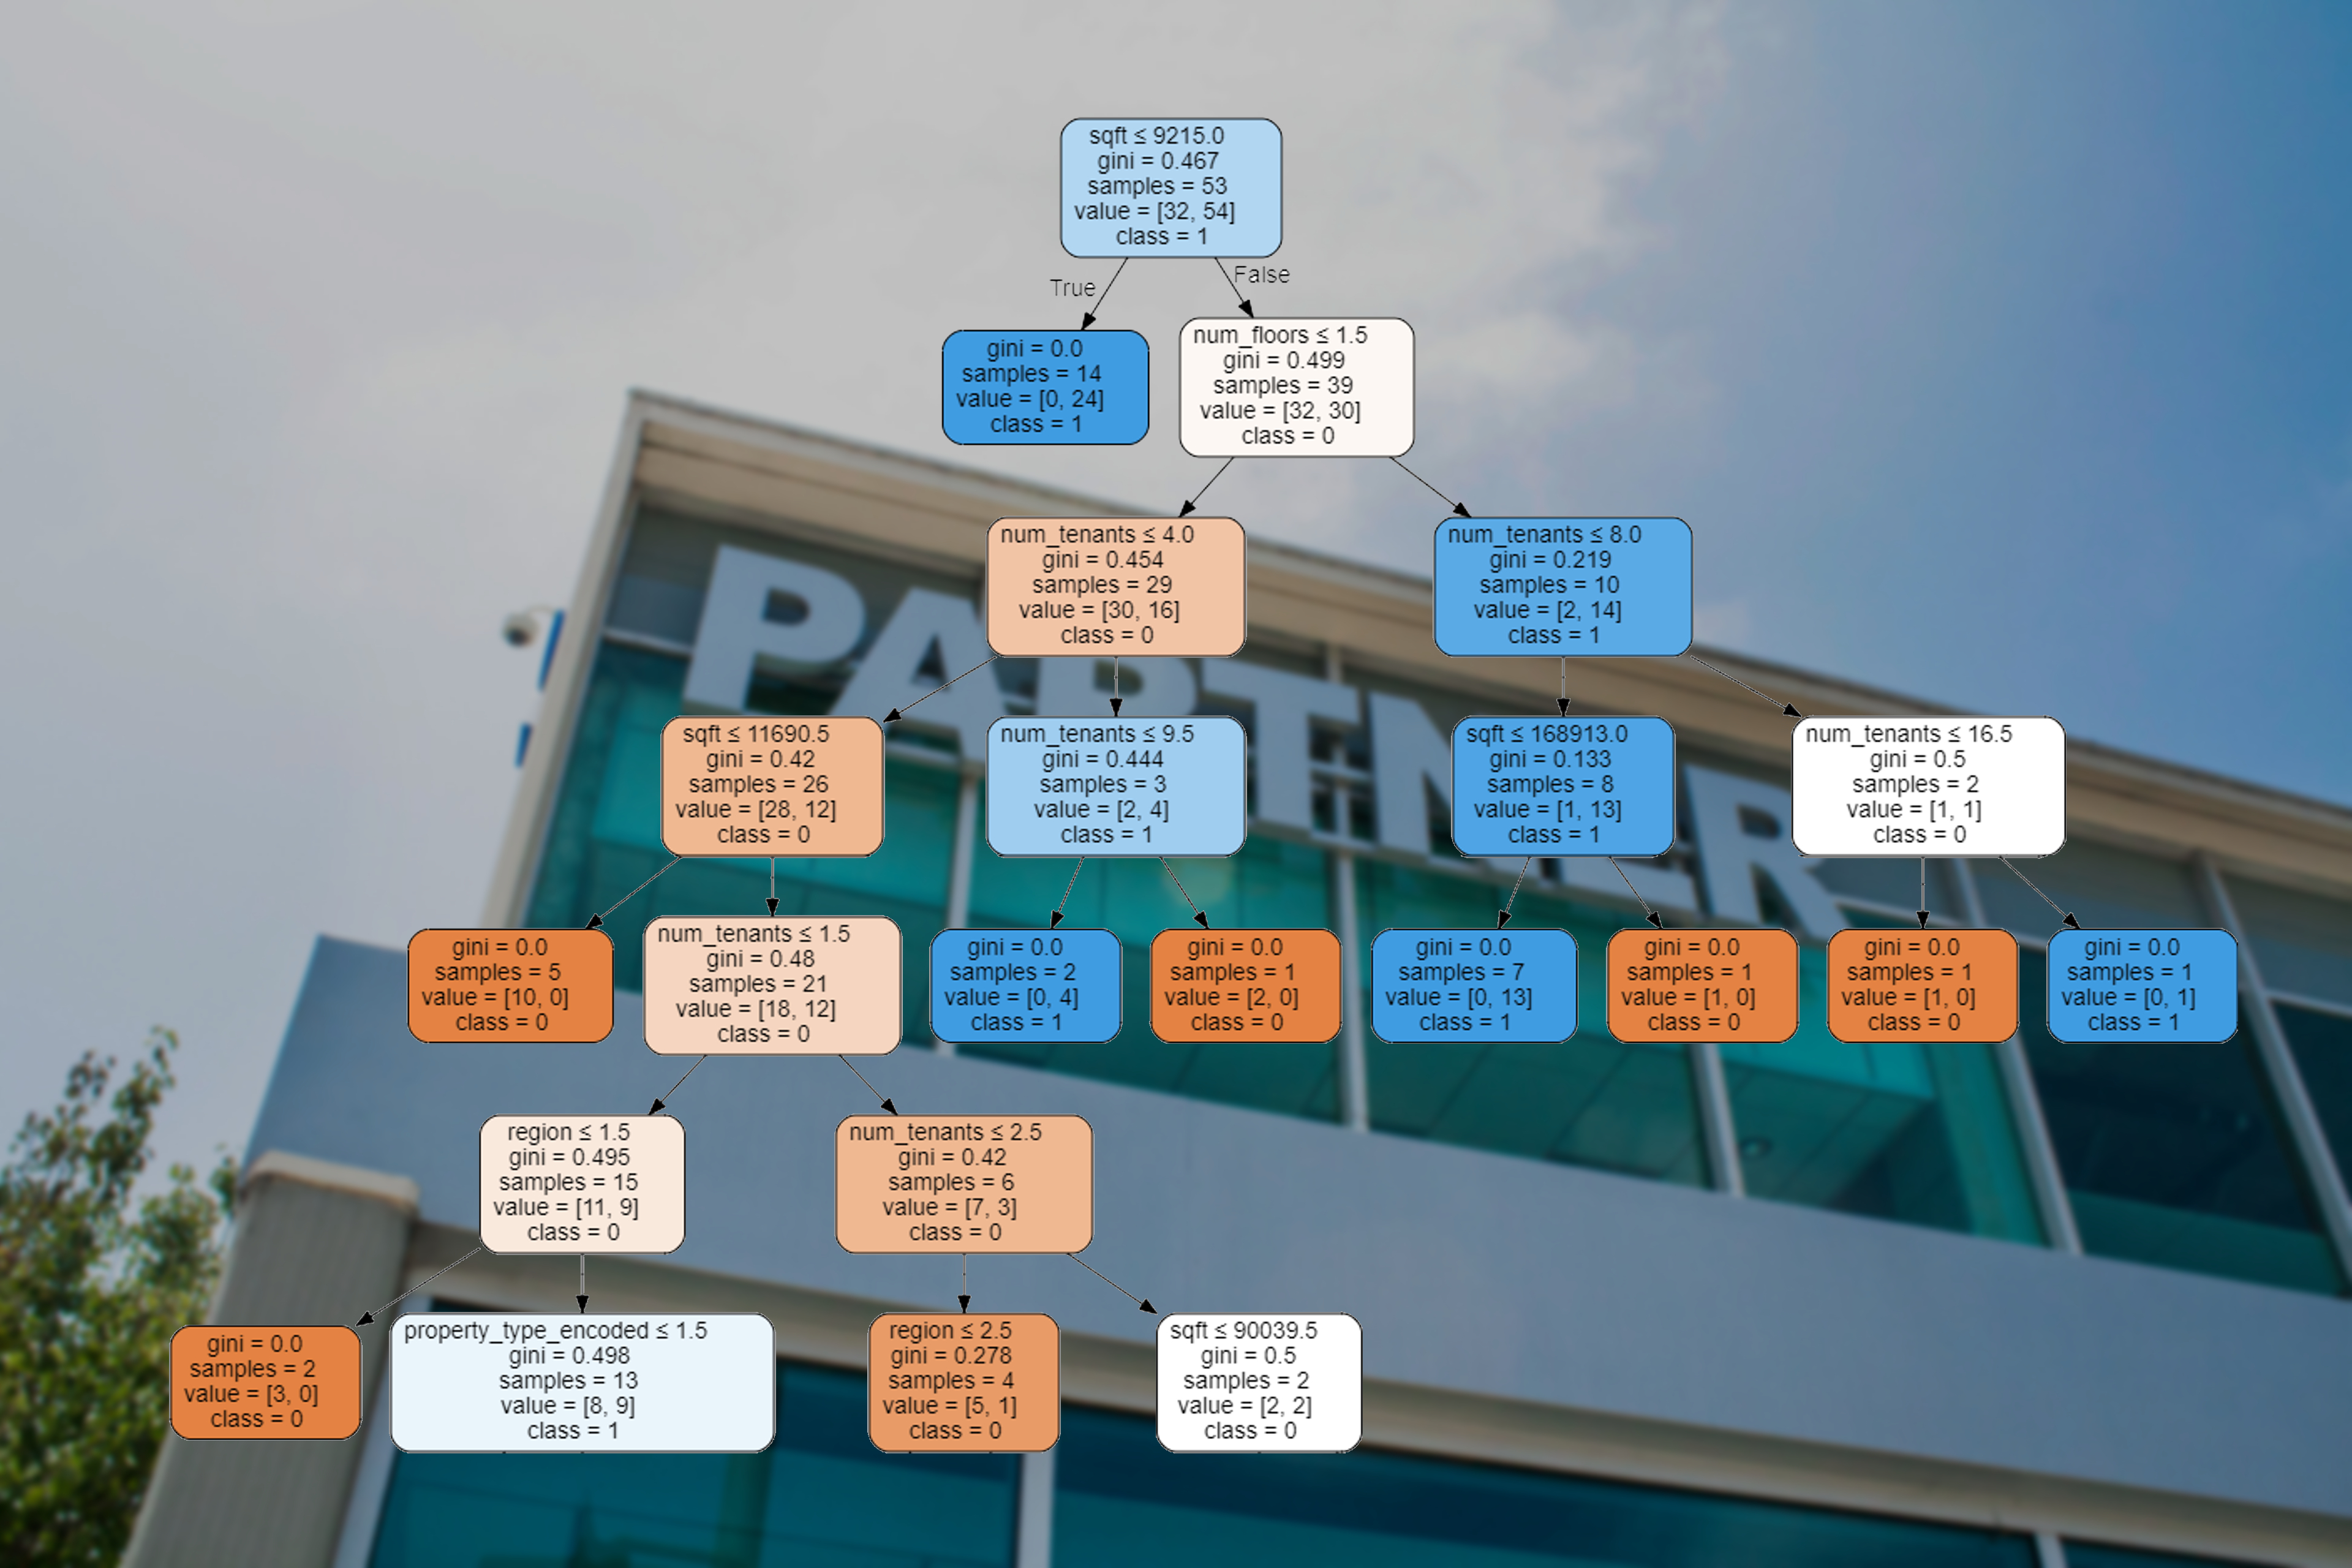 sqft ≤ 9215.0
gini = 0.467
samples = 53
value = [32, 54]
class = 1
True
False
gini = 0.0
samples = 14
value = [0, 24]
class = 1
num_floors ≤ 1.5
gini = 0.499
samples = 39
value = [32, 30]
class = 0
num_tenants ≤ 4.0
gini = 0.454
samples = 29
value = [30, 16]
class = 0
num_tenants ≤ 8.0
gini = 0.219
samples = 10
value = [2, 14]
class = 1
PARTNER
sqft ≤ 11690.5
gini = 0.42
samples = 26
value = [28, 12]
class = 0
num_tenants ≤ 9.5
gini = 0.444
samples = 3
value = [2, 4]
class = 1
sqft ≤ 168913.0
gini = 0.133
samples = 8
value = [1, 13]
class = 1
num_tenants ≤ 16.5
gini = 0.5
samples = 2
value = [1, 1]
class = 0
gini = 0.0
samples = 5
value = [10, 0]
class = 0
num_tenants ≤ 1.5
gini = 0.48
samples = 21
value = [18, 12]
class = 0
gini = 0.0
samples = 2
value = [0, 4]
class = 1
gini = 0.0
samples = 1
value = [2, 0]
class = 0
gini = 0.0
samples = 7
value = [0, 13]
class = 1
gini = 0.0
samples = 1
value = [1, 0]
class = 0
gini = 0.0
samples = 1
value = [1, 0]
class = 0
gini = 0.0
samples = 1
value = [0, 1]
class = 1
region ≤ 1.5
gini = 0.495
samples = 15
value = [11, 9]
class = 0
num_tenants ≤ 2.5
gini = 0.42
samples = 6
value = [7, 3]
class = 0
gini = 0.0
samples = 2
value = [3, 0]
class = 0
property_type_encoded ≤ 1.5
gini = 0.498
samples = 13
value = [8, 9]
class = 1
region ≤ 2.5
gini = 0.278
samples = 4
value = [5, 1]
class = 0
sqft ≤ 90039.5
gini = 0.5
samples = 2
value = [2, 2]
class = 0